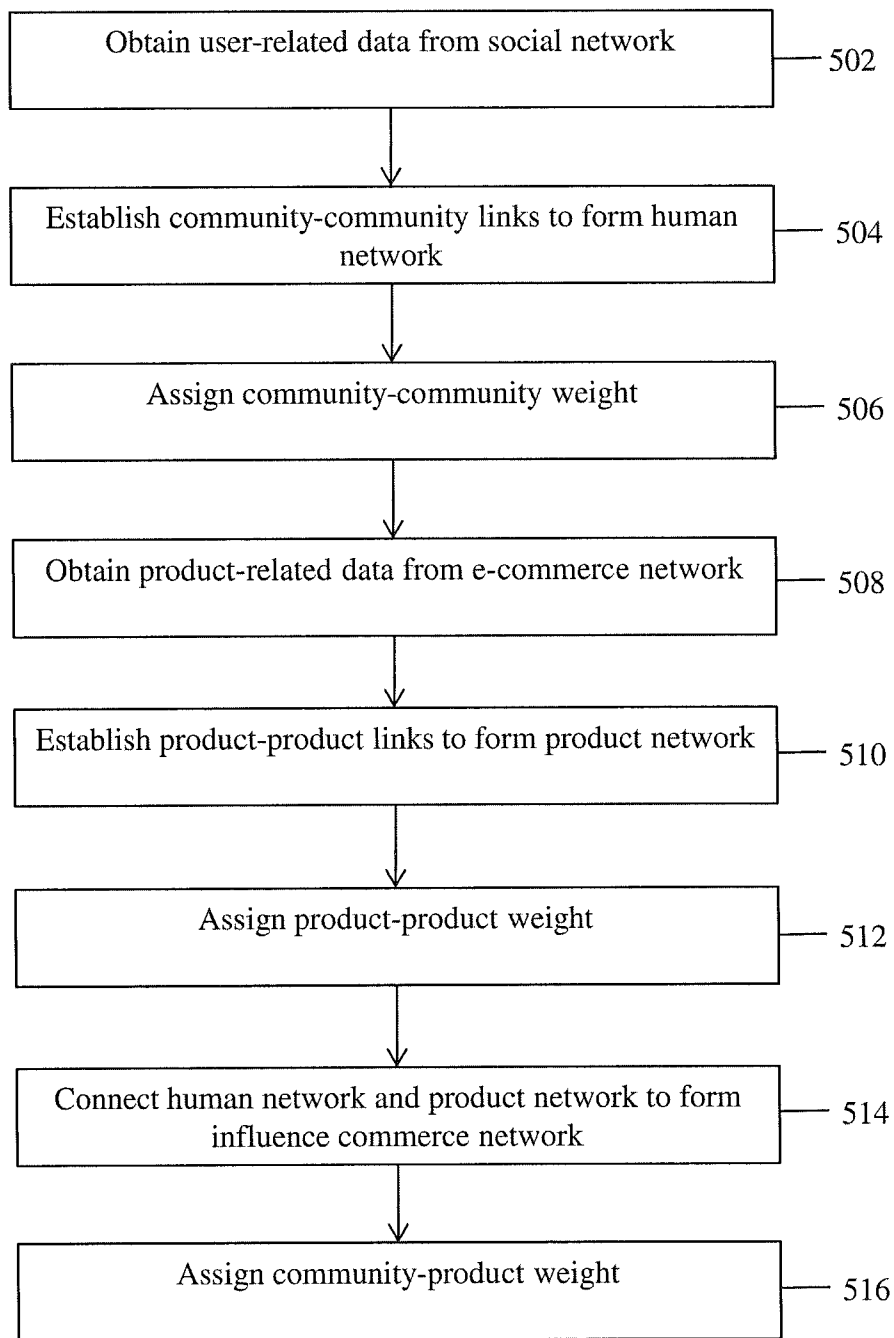 Obtain user-related data from social network
502
Establish community-community links to form human
network
504
Assign community-community weight
506
Obtain product-related data from e-commerce network
508
Establish product-product links to form product network
510
Assign product-product weight
512
Connect human network and product network to form
influence commerce network
514
Assign community-product weight
516